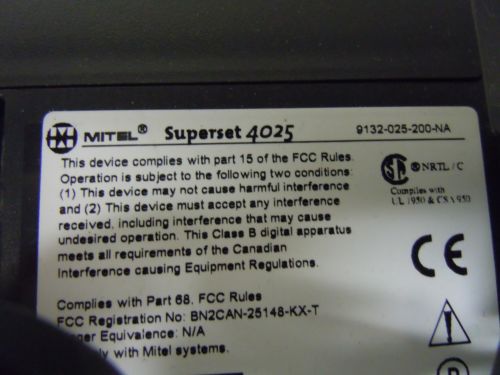 MITEL® Superset 4025 9132-025-200-NA
This device complies with part 15 of the FCC Rules.
Operation is subject to the following two conditions:
(1) This device may not cause harmful interference
and (2) This device must accept any interference
received, including interference that may cause
undesired operation. This Class B digital apparatus
meets all requirements of the Canadian
Interference causing Equipment Regulations.
® NRTL / C
Complies with
UL 1950 & CSA 950
CE
Complies with Part 68, FCC Rules
FCC Registration No: BN2CAN-25148-KX-T
nger Equivalence: N/A
ly with Mitel systems.